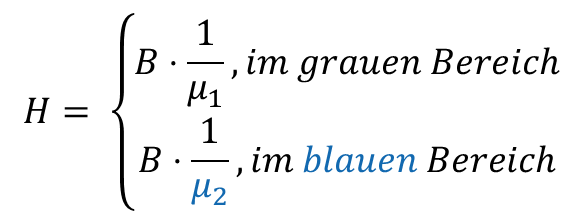 H = { B · 1/μ₁ , im grauen Bereich
B · 1/μ₂ , im blauen Bereich